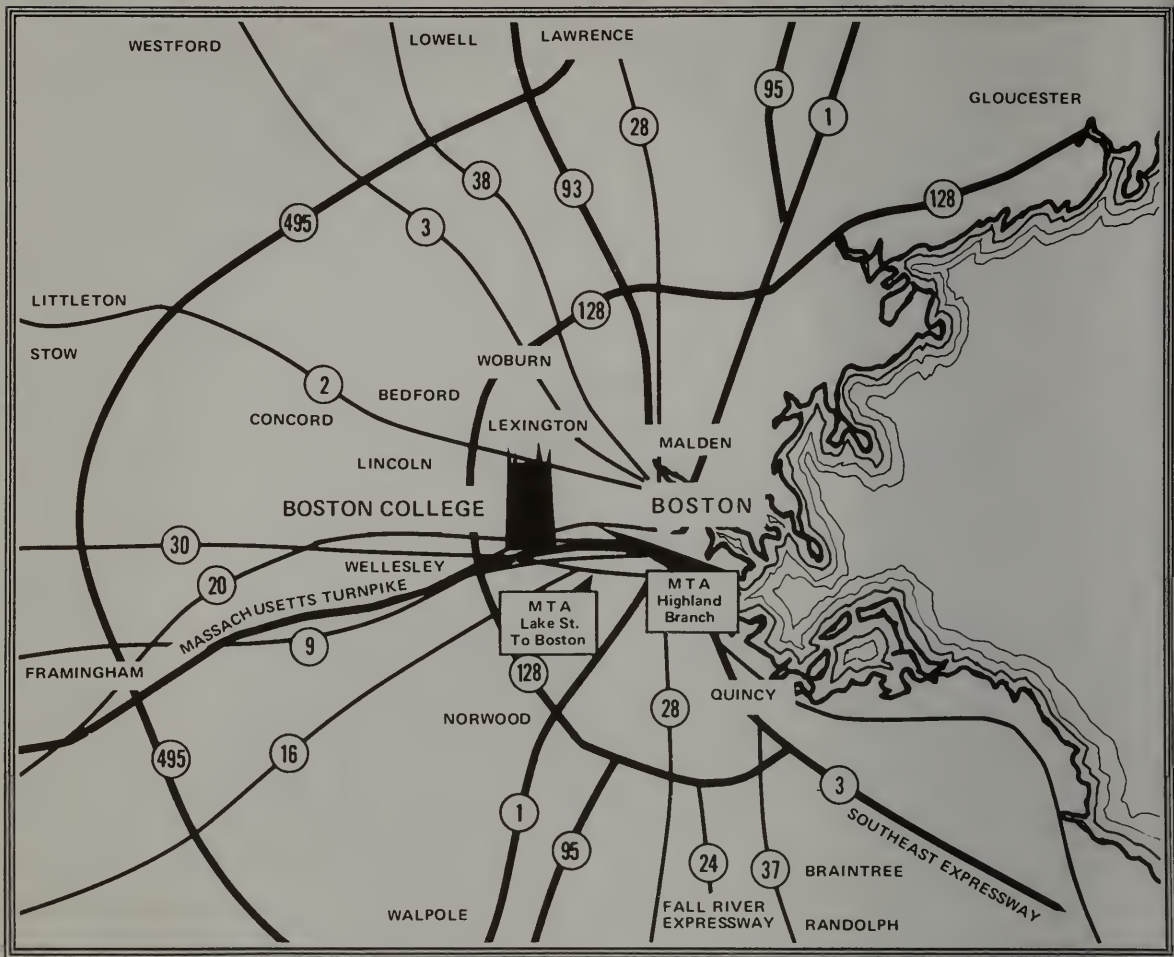 WESTFORD
LOWELL
LAWRENCE
95
1
GLOUCESTER
28
38
93
128
495
3
LITTLETON
128
STOW
WOBURN
2
BEDFORD
CONCORD
LEXINGTON
MALDEN
LINCOLN
BOSTON COLLEGE
BOSTON
30
WELLESLEY
20
MASSACHUSETTS TURNPIKE
MTA
Lake St.
To Boston
MTA
Highland
Branch
9
FRAMINGHAM
128
QUINCY
28
NORWOOD
16
495
3
1
SOUTHEAST EXPRESSWAY
95
24
37
BRAINTREE
WALPOLE
FALL RIVER
EXPRESSWAY
RANDOLPH